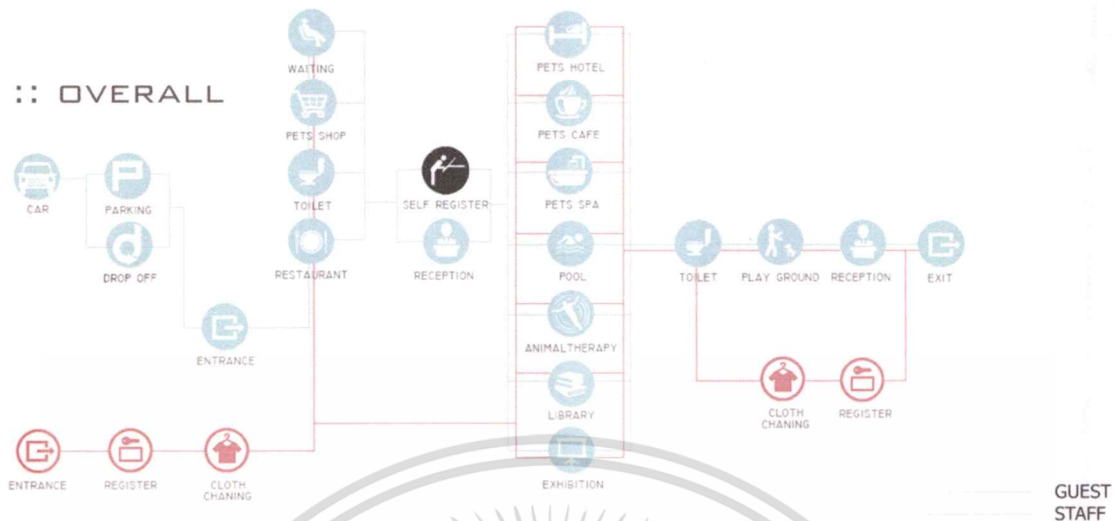 :: OVERALL
CAR
PARKING
DROP OFF
ENTRANCE
WAITING
PETS SHOP
TOILET
RESTAURANT
SELF REGISTER
RECEPTION
PETS HOTEL
PETS CAFE
PETS SPA
POOL
ANIMALTHERAPY
LIBRARY
EXHIBITION
TOILET
PLAY GROUND
RECEPTION
EXIT
CLOTH
CHANING
REGISTER
ENTRANCE
REGISTER
CLOTH
CHANING
GUEST
STAFF